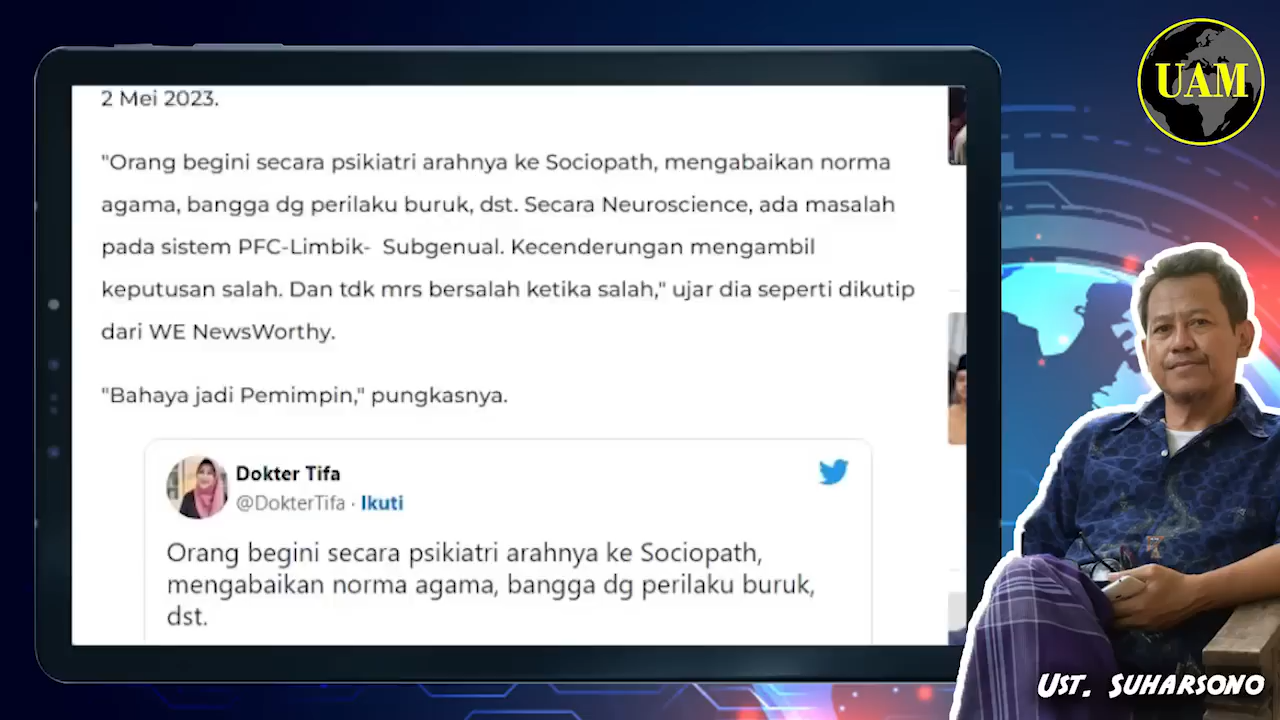 2 Mei 2023.
"Orang begini secara psikiatri arahnya ke Sociopath, mengabaikan norma
agama, bangga dg perilaku buruk, dst. Secara Neuroscience, ada masalah
pada sistem PFC-Limbik- Subgenual. Kecenderungan mengambil
keputusan salah. Dan tdk mrs bersalah ketika salah," ujar dia seperti dikutip
dari WE NewsWorthy.
"Bahaya jadi Pemimpin," pungkasnya.
Dokter Tifa
@DokterTifa · Ikuti
Orang begini secara psikiatri arahnya ke Sociopath,
mengabaikan norma agama, bangga dg perilaku buruk,
dst.
UAM
UST. SUHARSONO